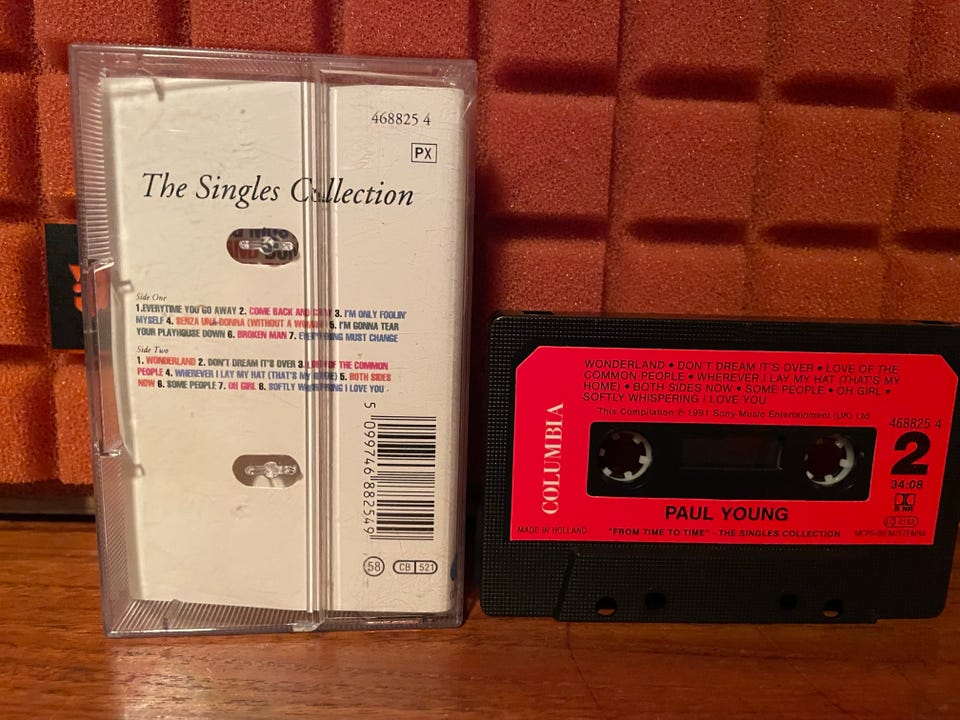 468825 4
PX
The Singles Collection
Side One
1.EVERYTIME YOU GO AWAY 2. COME BACK AND STAY 3. I'M ONLY FOOLIN'
MYSELF 4. SENZA UNA DONNA (WITHOUT A WOMAN) 5. I'M GONNA TEAR
YOUR PLAYHOUSE DOWN 6. BROKEN MAN 7. EVERYTHING MUST CHANGE
Side Two
1. WONDERLAND 2. DON'T DREAM IT'S OVER 3. LOVE OF THE COMMON
PEOPLE 4. WHEREVER I LAY MY HAT (THAT'S MY HOME) 5. BOTH SIDES
NOW 6. SOME PEOPLE 7. OH GIRL 8. SOFTLY WHISPERING I LOVE YOU
5 099746 882549
58
CB 521
WONDERLAND • DON'T DREAM IT'S OVER • LOVE OF THE
COMMON PEOPLE • WHEREVER I LAY MY HAT (THAT'S MY
HOME) • BOTH SIDES NOW • SOME PEOPLE • OH GIRL •
SOFTLY WHISPERING I LOVE YOU
This Compilation ℗ 1991 Sony Music Entertainment (UK) Ltd
COLUMBIA
468825 4
2
34:08
PAUL YOUNG
MADE IN HOLLAND
"FROM TIME TO TIME" - THE SINGLES COLLECTION